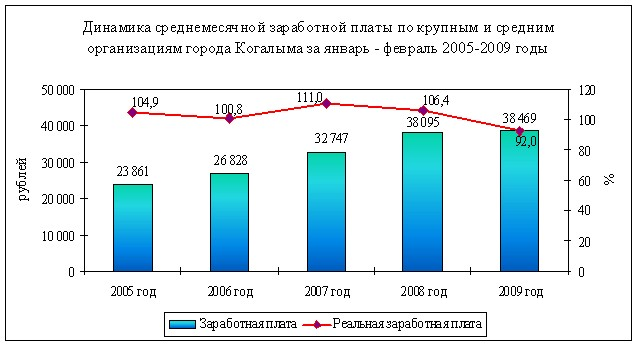 Динамика среднемесячной заработной платы по крупным и средним
организациям города Когалыма за январь - февраль 2005-2009 годы
50 000
40 000
30 000
20 000
10 000
0
рублей
120
100
80
60
40
20
0
%
104,9
100,8
111,0
106,4
92,0
23 861
26 828
32 747
38 095
38 469
2005 год
2006 год
2007 год
2008 год
2009 год
Заработная плата
Реальная заработная плата